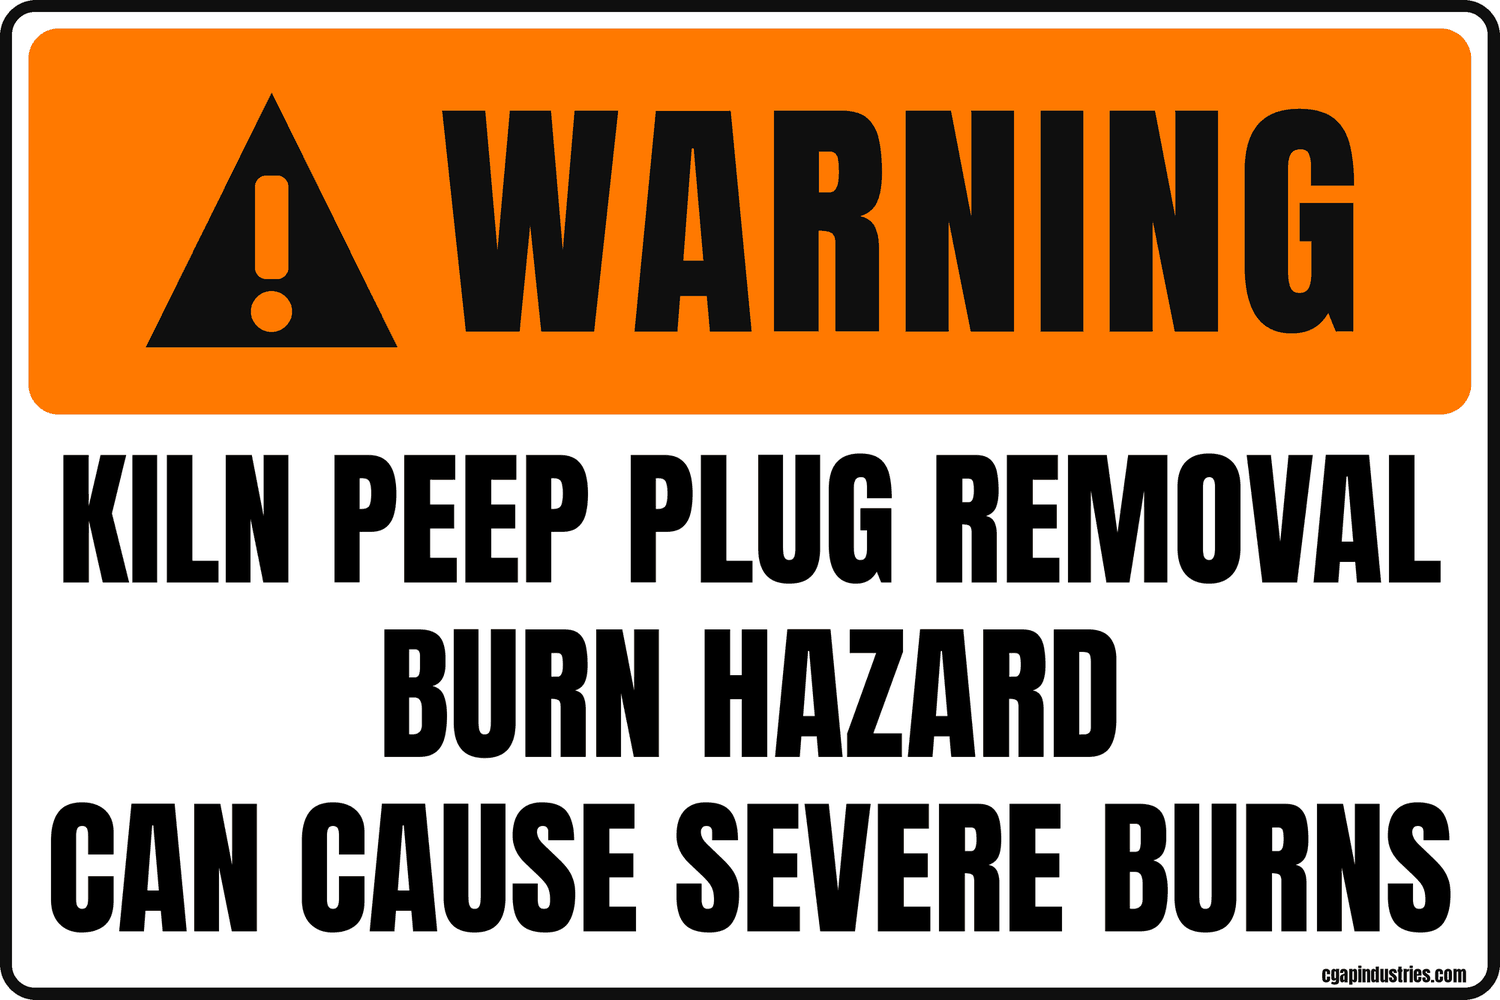 WARNING
KILN PEEP PLUG REMOVAL
BURN HAZARD
CAN CAUSE SEVERE BURNS
cgapindustries.com